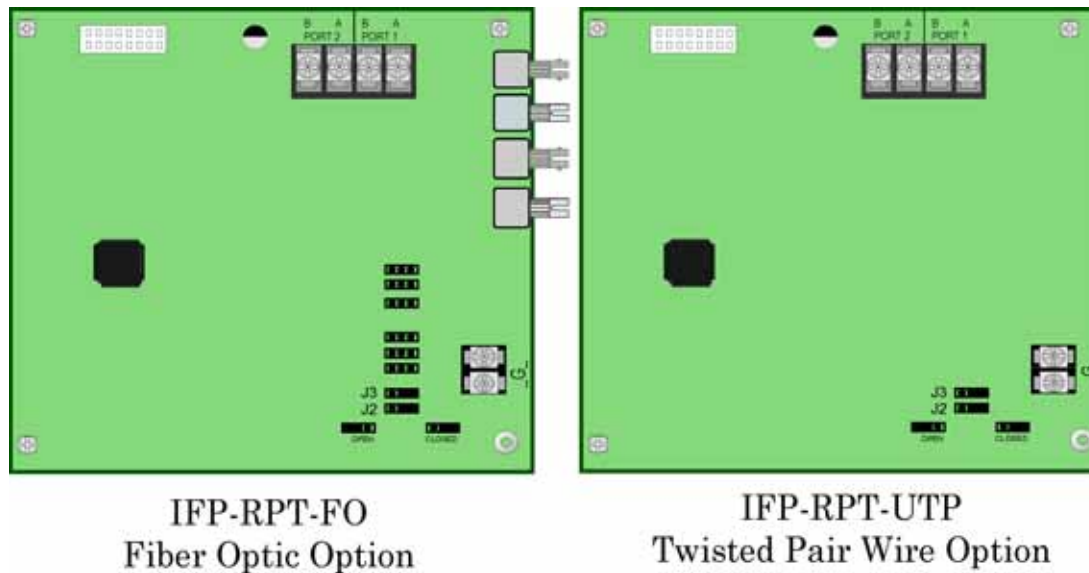 B A B A
PORT 2 PORT 1
J3
J2
OPEN CLOSED
_G_
IFP-RPT-FO
Fiber Optic Option
B A B A
PORT 2 PORT 1
J3
J2
OPEN CLOSED
G
IFP-RPT-UTP
Twisted Pair Wire Option